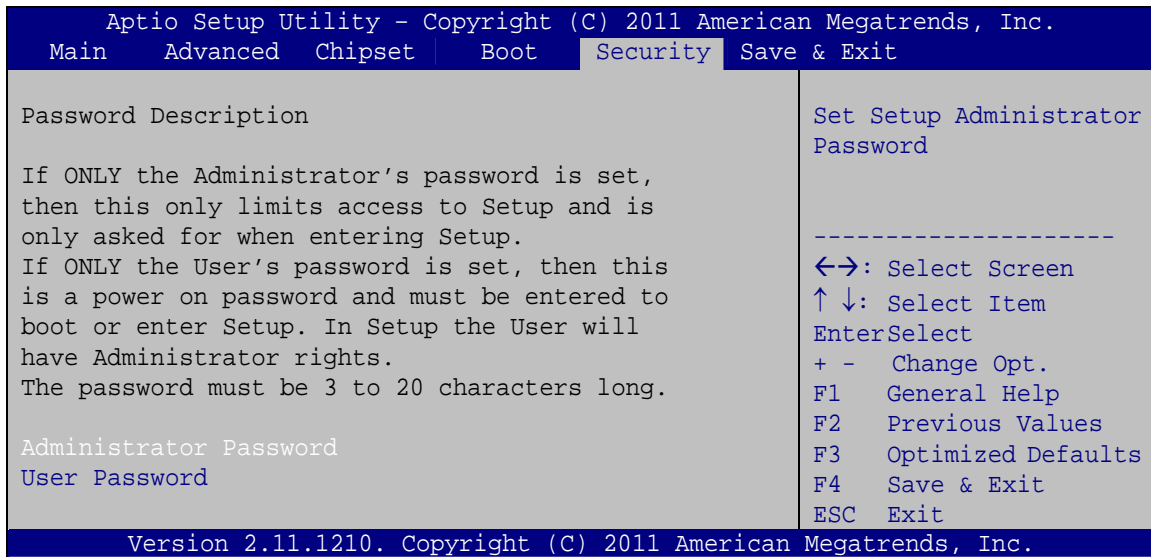 Aptio Setup Utility – Copyright (C) 2011 American Megatrends, Inc.
Main Advanced Chipset Boot Security Save & Exit
Password Description
If ONLY the Administrator’s password is set,
then this only limits access to Setup and is
only asked for when entering Setup.
If ONLY the User’s password is set, then this
is a power on password and must be entered to
boot or enter Setup. In Setup the User will
have Administrator rights.
The password must be 3 to 20 characters long.
Administrator Password
User Password
Set Setup Administrator
Password
---------------------
←→: Select Screen
↑ ↓: Select Item
EnterSelect
+ - Change Opt.
F1 General Help
F2 Previous Values
F3 Optimized Defaults
F4 Save & Exit
ESC Exit
Version 2.11.1210. Copyright (C) 2011 American Megatrends, Inc.